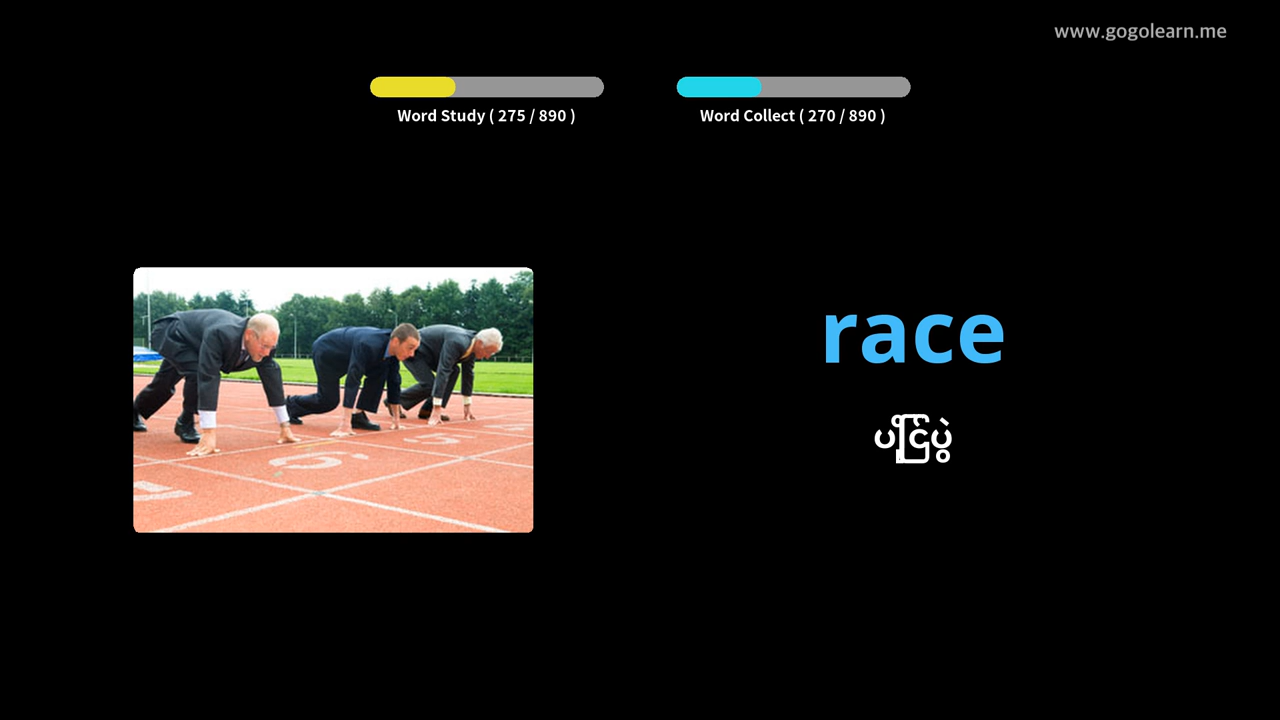 www.gogolearn.me
Word Study ( 275 / 890 )
Word Collect ( 270 / 890 )
race
ပြိုင်ပွဲ